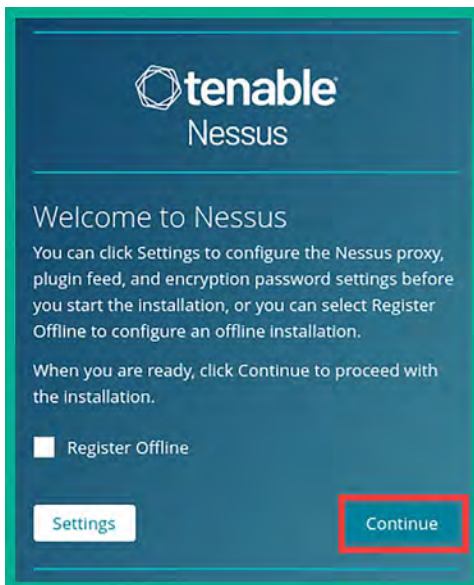 tenable
Nessus
Welcome to Nessus
You can click Settings to configure the Nessus proxy,
plugin feed, and encryption password settings before
you start the installation, or you can select Register
Offline to configure an offline installation.
When you are ready, click Continue to proceed with
the installation.
Register Offline
Settings
Continue